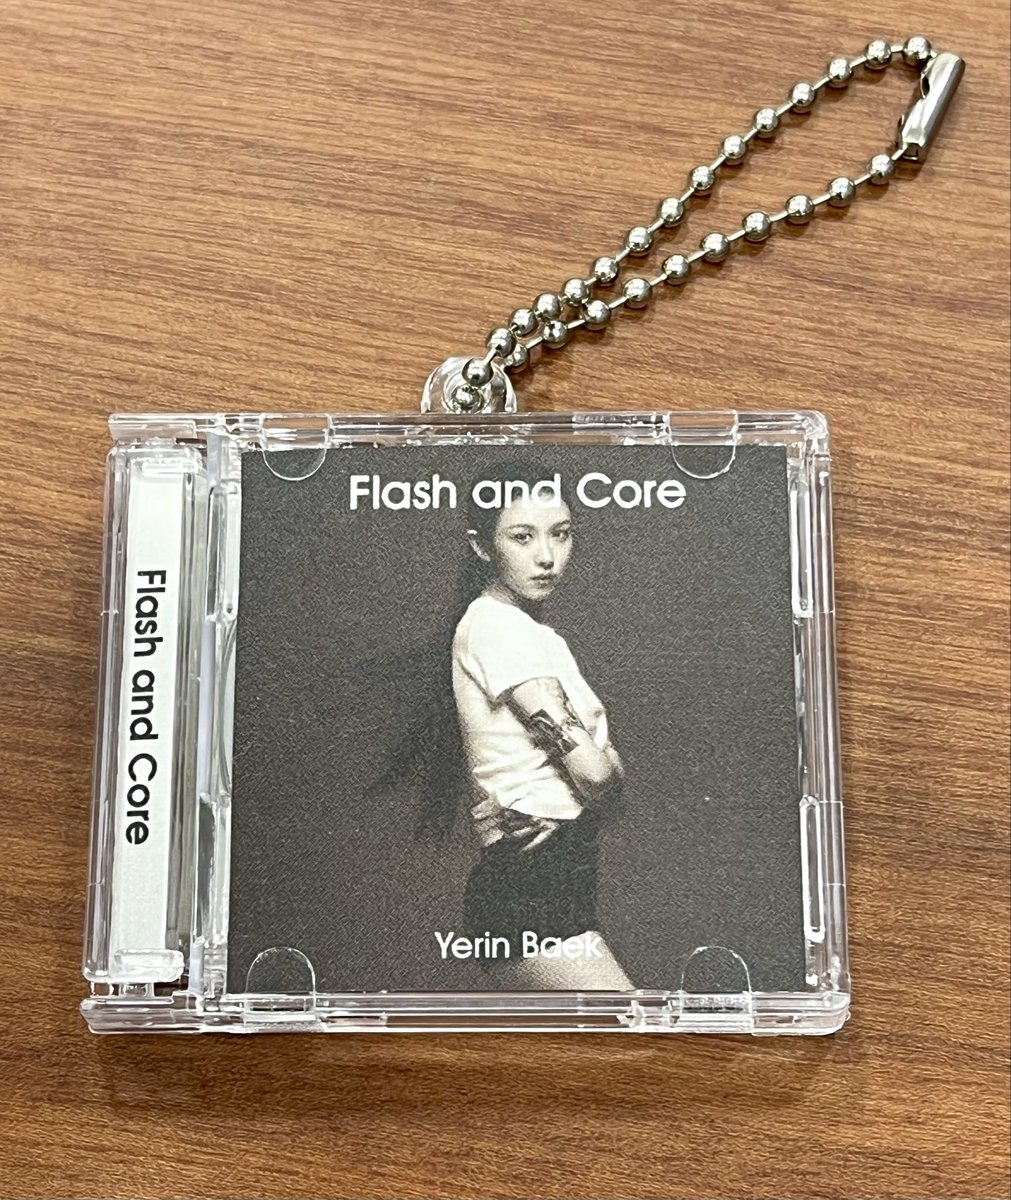 Flash and Core
Flash and Core
Yerin Baek